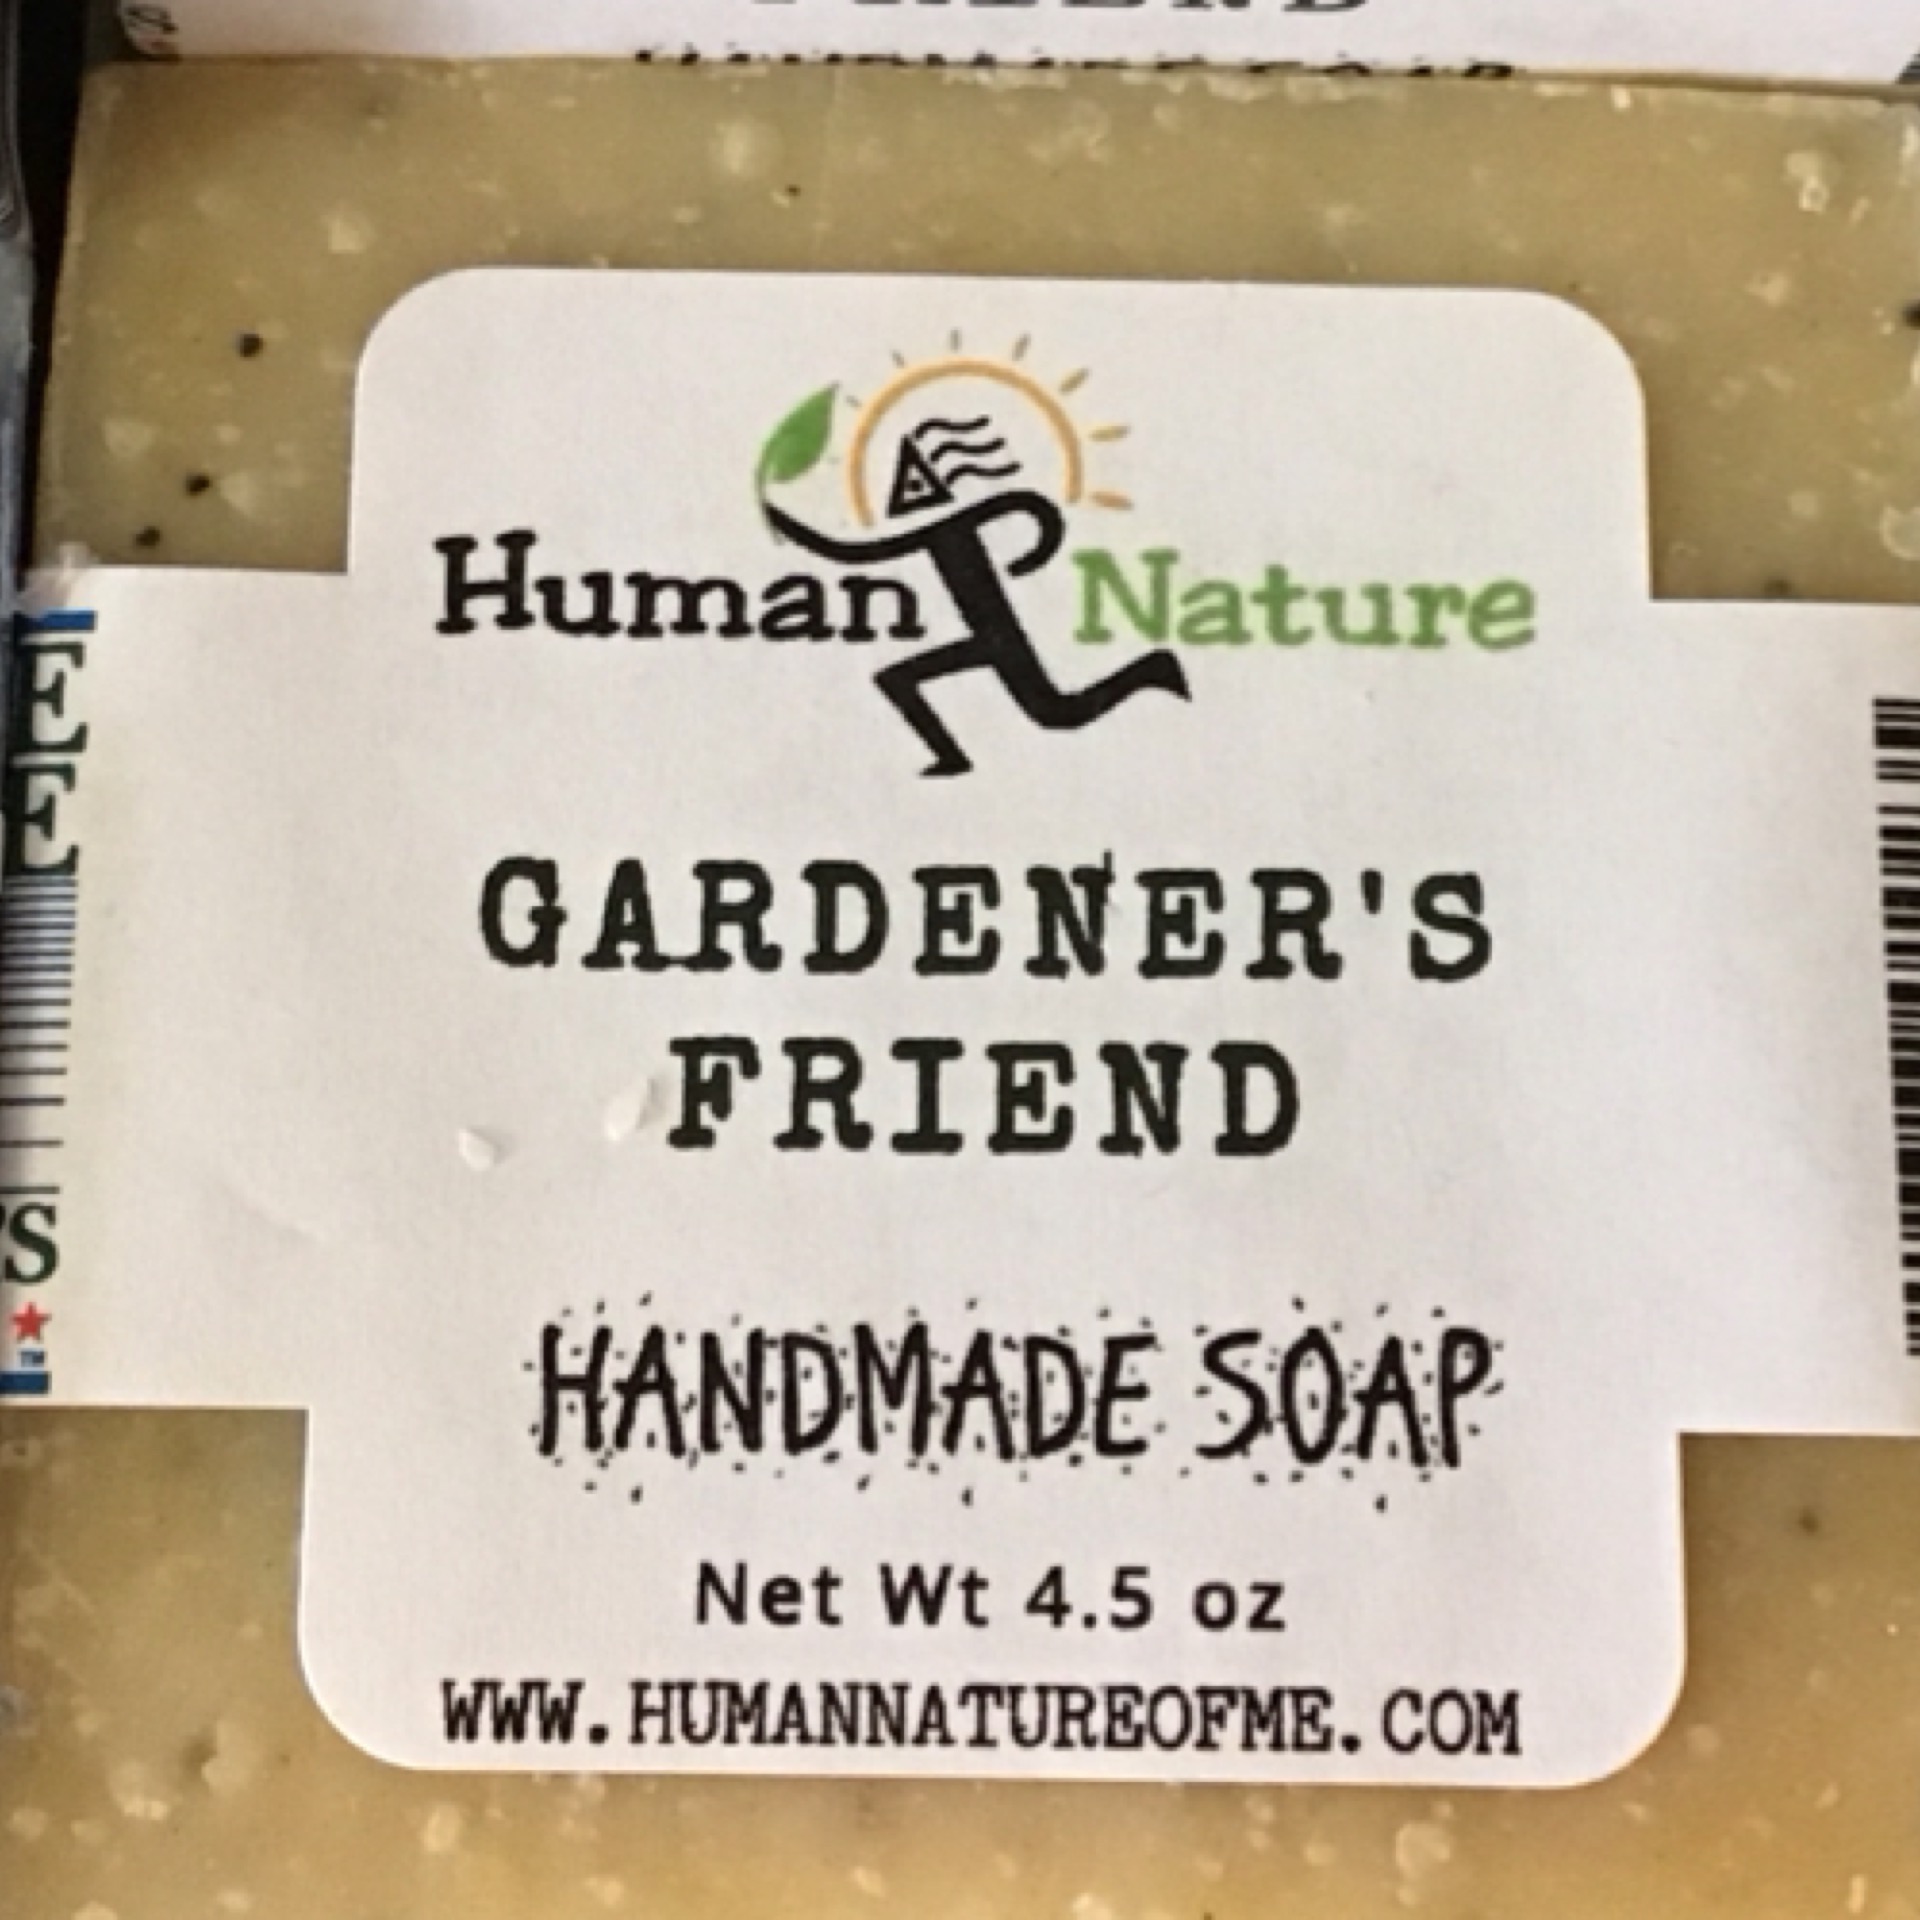 Human Nature
GARDENER'S
FRIEND
HANDMADE SOAP
Net Wt 4.5 oz
WWW.HUMANNATUREOFME.COM